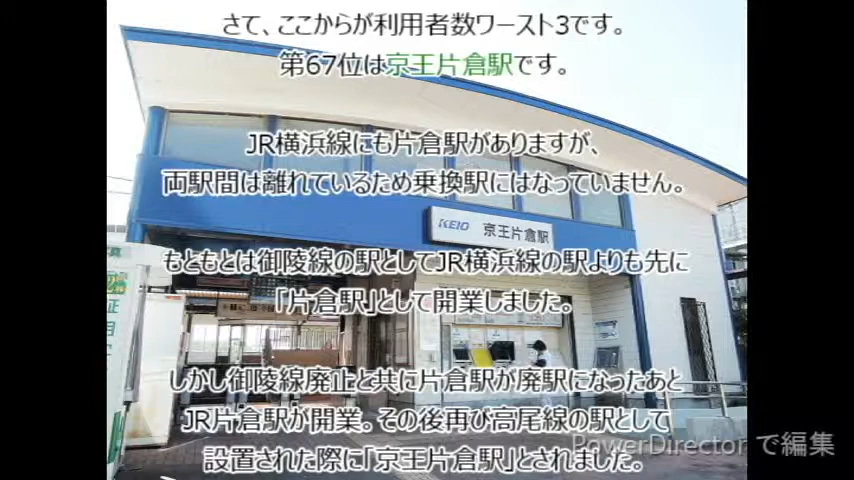 さて、ここからが利用者数ワースト3です。
第67位は京王片倉駅です。
JR横浜線にも片倉駅がありますが、
両駅間は離れているため乗換駅にはなっていません。
KEIO 京王片倉駅
もともとは御陵線の駅としてJR横浜線の駅よりも先に
「片倉駅」として開業しました。
しかし御陵線廃止と共に片倉駅が廃駅になったあと
JR片倉駅が開業。その後再び高尾線の駅として
設置された際に「京王片倉駅」とされました。
PowerDirector で編集